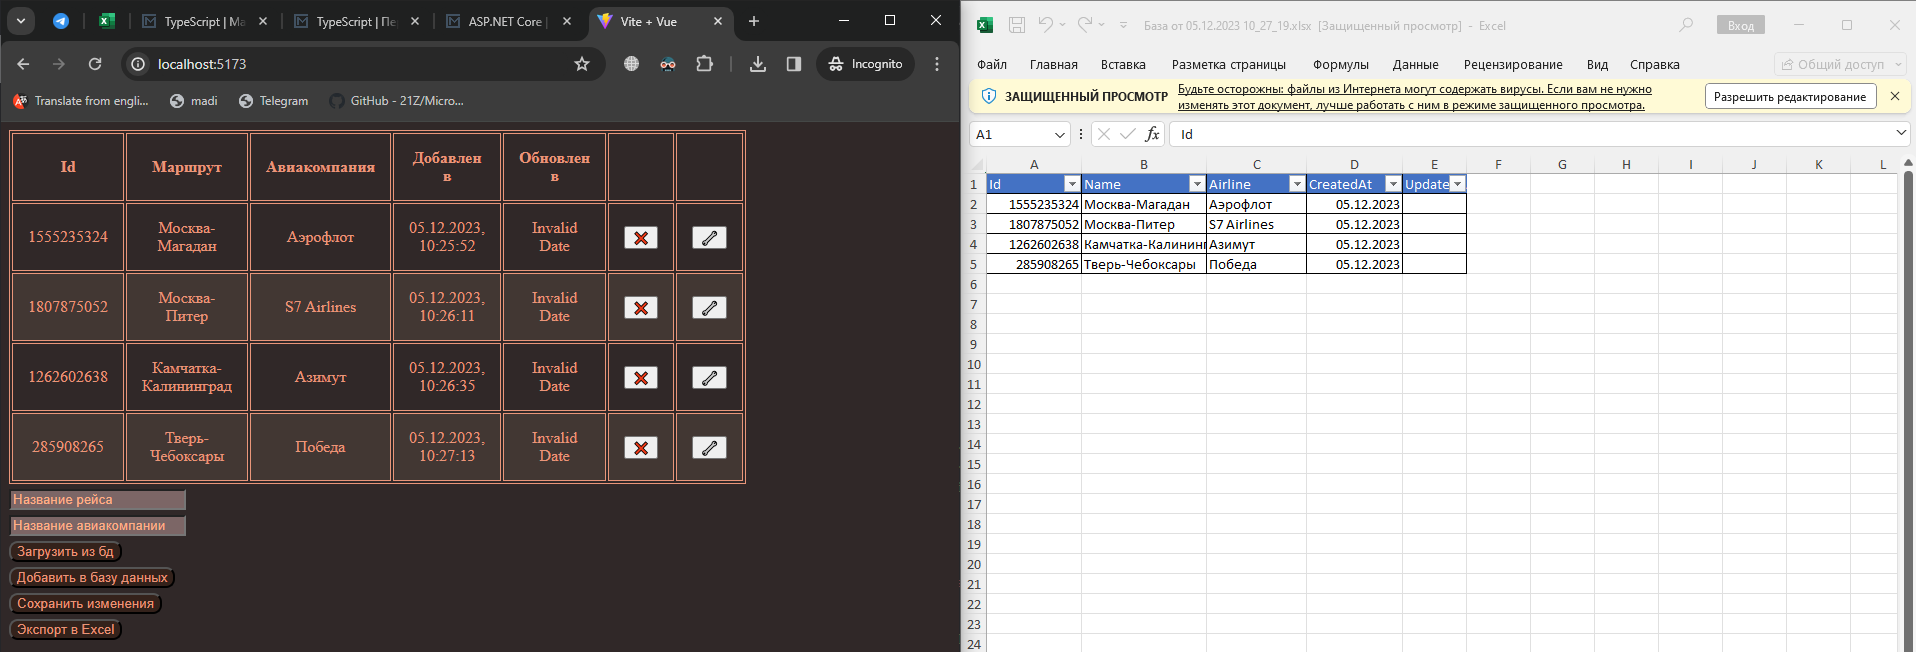 TypeScript | Ма
TypeScript | Пе
ASP.NET Core |
Vite + Vue
localhost:5173
Incognito
Translate from engli...
madi
Telegram
GitHub - 21Z/Micro...
Id
Маршрут
Авиакомпания
Добавлен
в
Обновлен
в
1555235324
Москва-
Магадан
Аэрофлот
05.12.2023,
10:25:52
Invalid
Date
1807875052
Москва-
Питер
S7 Airlines
05.12.2023,
10:26:11
Invalid
Date
1262602638
Камчатка-
Калининград
Азимут
05.12.2023,
10:26:35
Invalid
Date
285908265
Тверь-
Чебоксары
Победа
05.12.2023,
10:27:13
Invalid
Date
Название рейса
Название авиакомпании
Загрузить из бд
Добавить в базу данных
Сохранить изменения
Экспорт в Excel
База от 05.12.2023 10_27_19.xlsx [Защищенный просмотр] - Excel
Вход
Файл Главная Вставка Разметка страницы Формулы Данные Рецензирование Вид Справка
Общий доступ
ЗАЩИЩЕННЫЙ ПРОСМОТР
Будьте осторожны: файлы из Интернета могут содержать вирусы. Если вам не нужно
изменять этот документ, лучше работать с ним в режиме защищенного просмотра.
Разрешить редактирование
A1
fx
Id
A B C D E F G H I J K L
1 Id Name Airline CreatedAt Update
2 1555235324 Москва-Магадан Аэрофлот 05.12.2023
3 1807875052 Москва-Питер S7 Airlines 05.12.2023
4 1262602638 Камчатка-Калининг Азимут 05.12.2023
5 285908265 Тверь-Чебоксары Победа 05.12.2023
6
7
8
9
10
11
12
13
14
15
16
17
18
19
20
21
22
23
24